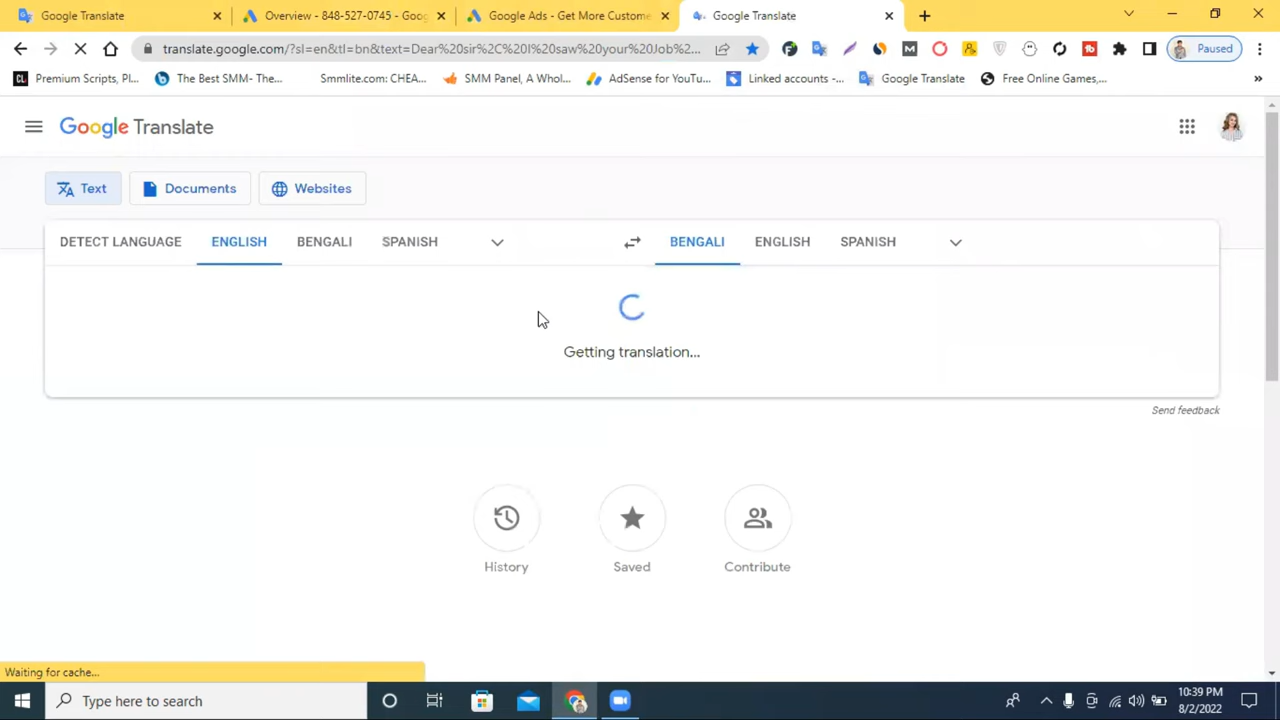 Google Translate
Overview - 848-527-0745 - Goog
Google Ads - Get More Custome
Google Translate
translate.google.com/?sl=en&tl=bn&text=Dear%20sir%2C%20I%20saw%20your%20Job%2...
Paused
Premium Scripts, Pl...
The Best SMM- The...
Smmlite.com: CHEA...
SMM Panel, A Whol...
AdSense for YouTu...
Linked accounts -...
Google Translate
Free Online Games,...
»
Google Translate
Text
Documents
Websites
DETECT LANGUAGE
ENGLISH
BENGALI
SPANISH
BENGALI
ENGLISH
SPANISH
Getting translation...
Send feedback
History
Saved
Contribute
Waiting for cache...
Type here to search
10:39 PM
8/2/2022